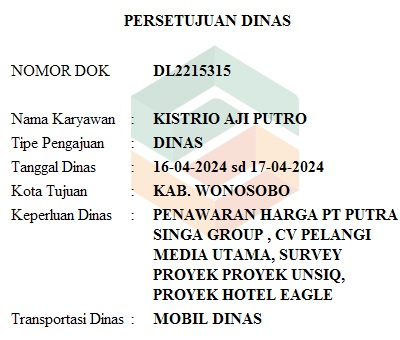 PERSETUJUAN DINAS
NOMOR DOK DL2215315
Nama Karyawan : KISTRIO AJI PUTRO
Tipe Pengajuan : DINAS
Tanggal Dinas : 16-04-2024 sd 17-04-2024
Kota Tujuan : KAB. WONOSOBO
Keperluan Dinas : PENAWARAN HARGA PT PUTRA
SINGA GROUP , CV PELANGI
MEDIA UTAMA, SURVEY
PROYEK PROYEK UNSIQ,
PROYEK HOTEL EAGLE
Transportasi Dinas : MOBIL DINAS